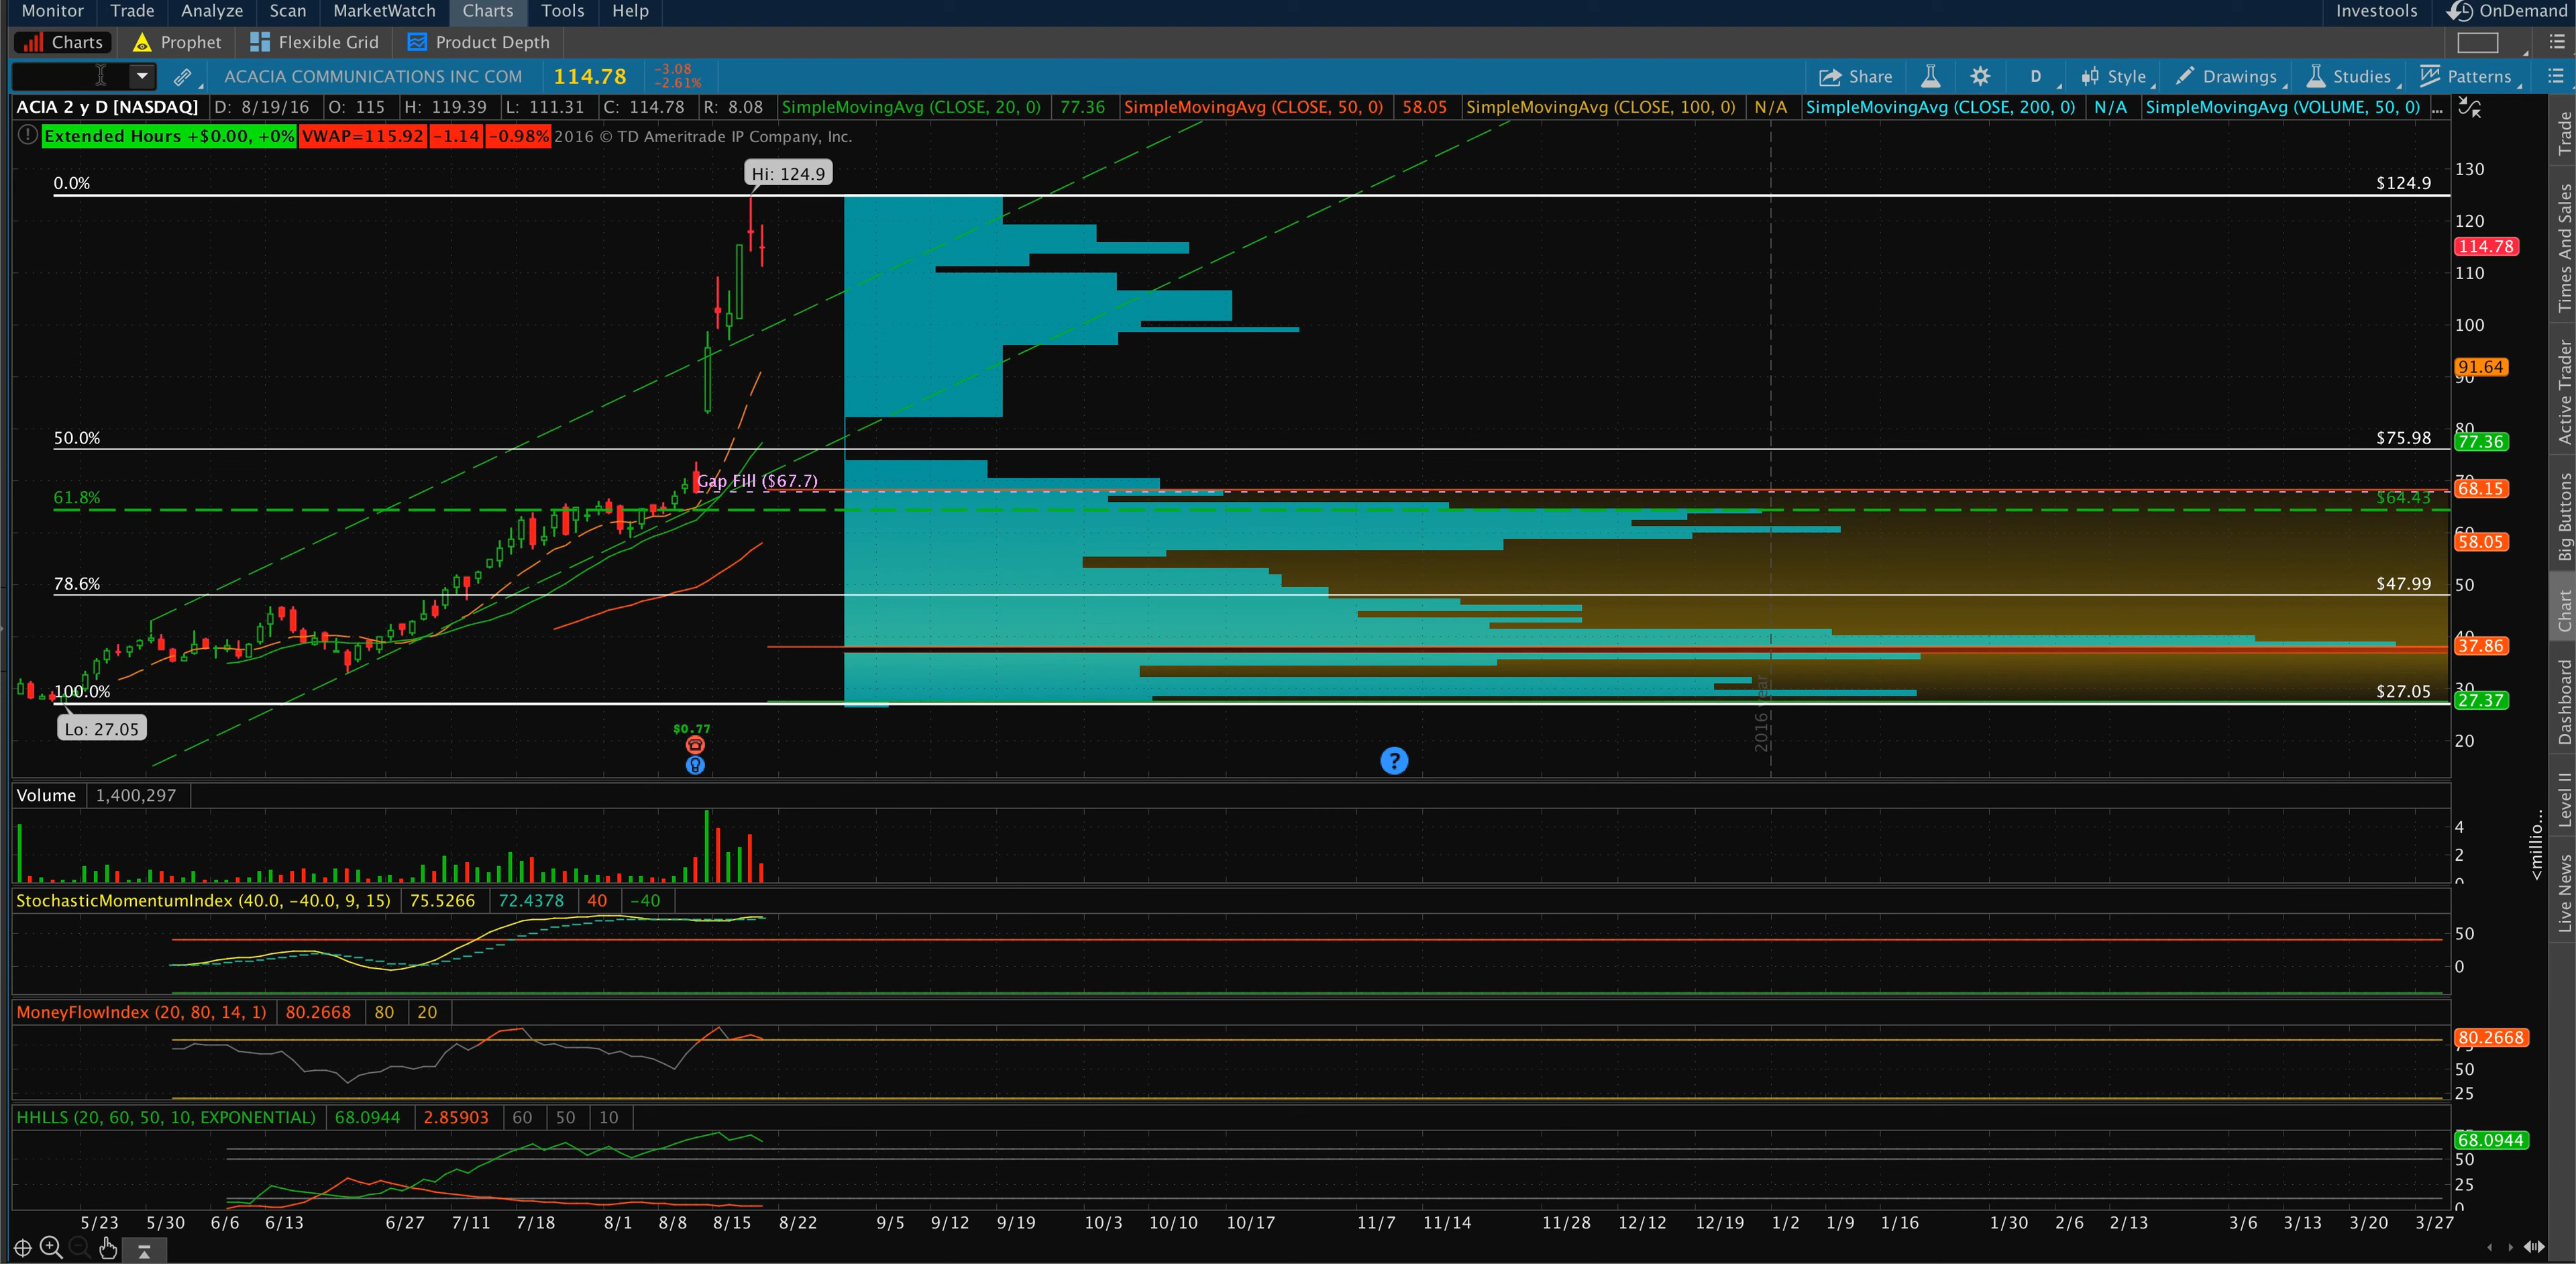 Monitor Trade Analyze Scan MarketWatch Charts Tools Help Investools OnDemand
Charts Prophet Flexible Grid Product Depth
ACACIA COMMUNICATIONS INC COM 114.78 -3.08 -2.61% Share D Style Drawings Studies Patterns
ACIA 2 y D [NASDAQ] D: 8/19/16 O: 115 H: 119.39 L: 111.31 C: 114.78 R: 8.08 SimpleMovingAvg (CLOSE, 20, 0) 77.36 SimpleMovingAvg (CLOSE, 50, 0) 58.05 SimpleMovingAvg (CLOSE, 100, 0) N/A SimpleMovingAvg (CLOSE, 200, 0) N/A SimpleMovingAvg (VOLUME, 50, 0) ...
Extended Hours +$0.00, +0% VWAP=115.92 -1.14 -0.98% 2016 © TD Ameritrade IP Company, Inc.
Hi: 124.9
130
0.0% $124.9
120
114.78
110
100
91.64
90
50.0% $75.98
80
77.36
Gap Fill ($67.7)
70
68.15
61.8% $64.43
60
58.05
78.6% $47.99
50
40
37.86
100.0% $27.05
30
27.37
Lo: 27.05
2016 year
$0.77
20
?
Volume 1,400,297
4
2
0
<millio...
StochasticMomentumIndex (40.0, -40.0, 9, 15) 75.5266 72.4378 40 -40
50
0
MoneyFlowIndex (20, 80, 14, 1) 80.2668 80 20
80.2668
75
50
25
HHLLS (20, 60, 50, 10, EXPONENTIAL) 68.0944 2.85903 60 50 10
68.0944
50
25
0
5/23 5/30 6/6 6/13 6/27 7/11 7/18 8/1 8/8 8/15 8/22 9/5 9/12 9/19 10/3 10/10 10/17 11/7 11/14 11/28 12/12 12/19 1/2 1/9 1/16 1/30 2/6 2/13 3/6 3/13 3/20 3/27
Trade
Times And Sales
Active Trader
Big Buttons
Chart
Dashboard
Level II
Live News